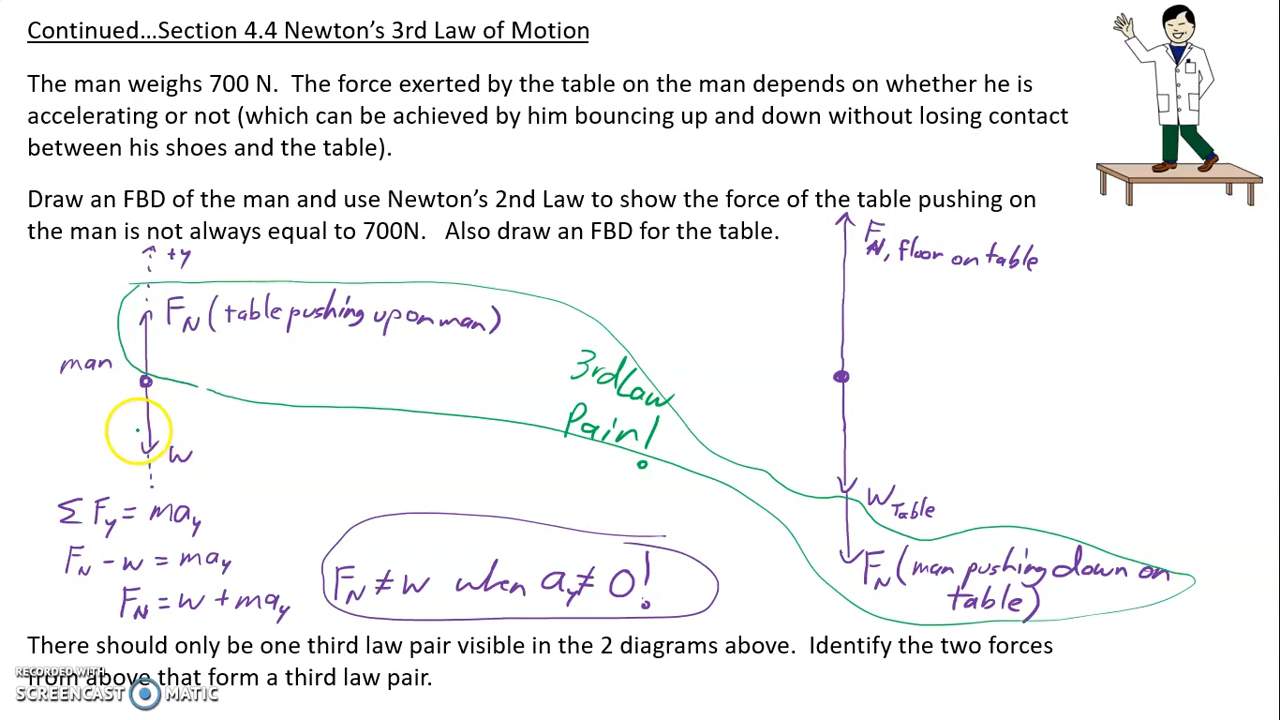 Continued…Section 4.4 Newton's 3rd Law of Motion
The man weighs 700 N. The force exerted by the table on the man depends on whether he is
accelerating or not (which can be achieved by him bouncing up and down without losing contact
between his shoes and the table).
Draw an FBD of the man and use Newton's 2nd Law to show the force of the table pushing on
the man is not always equal to 700N. Also draw an FBD for the table.
+y
F_N, floor on table
F_N (table pushing up on man)
man
3rd Law
Pair!
W
W_Table
ΣF_y = ma_y
F_N - w = ma_y
F_N = w + ma_y
F_N ≠ w when a_y ≠ 0!
F_N (man pushing down on
table)
There should only be one third law pair visible in the 2 diagrams above. Identify the two forces
from above that form a third law pair.
RECORDED WITH
SCREENCAST MATIC